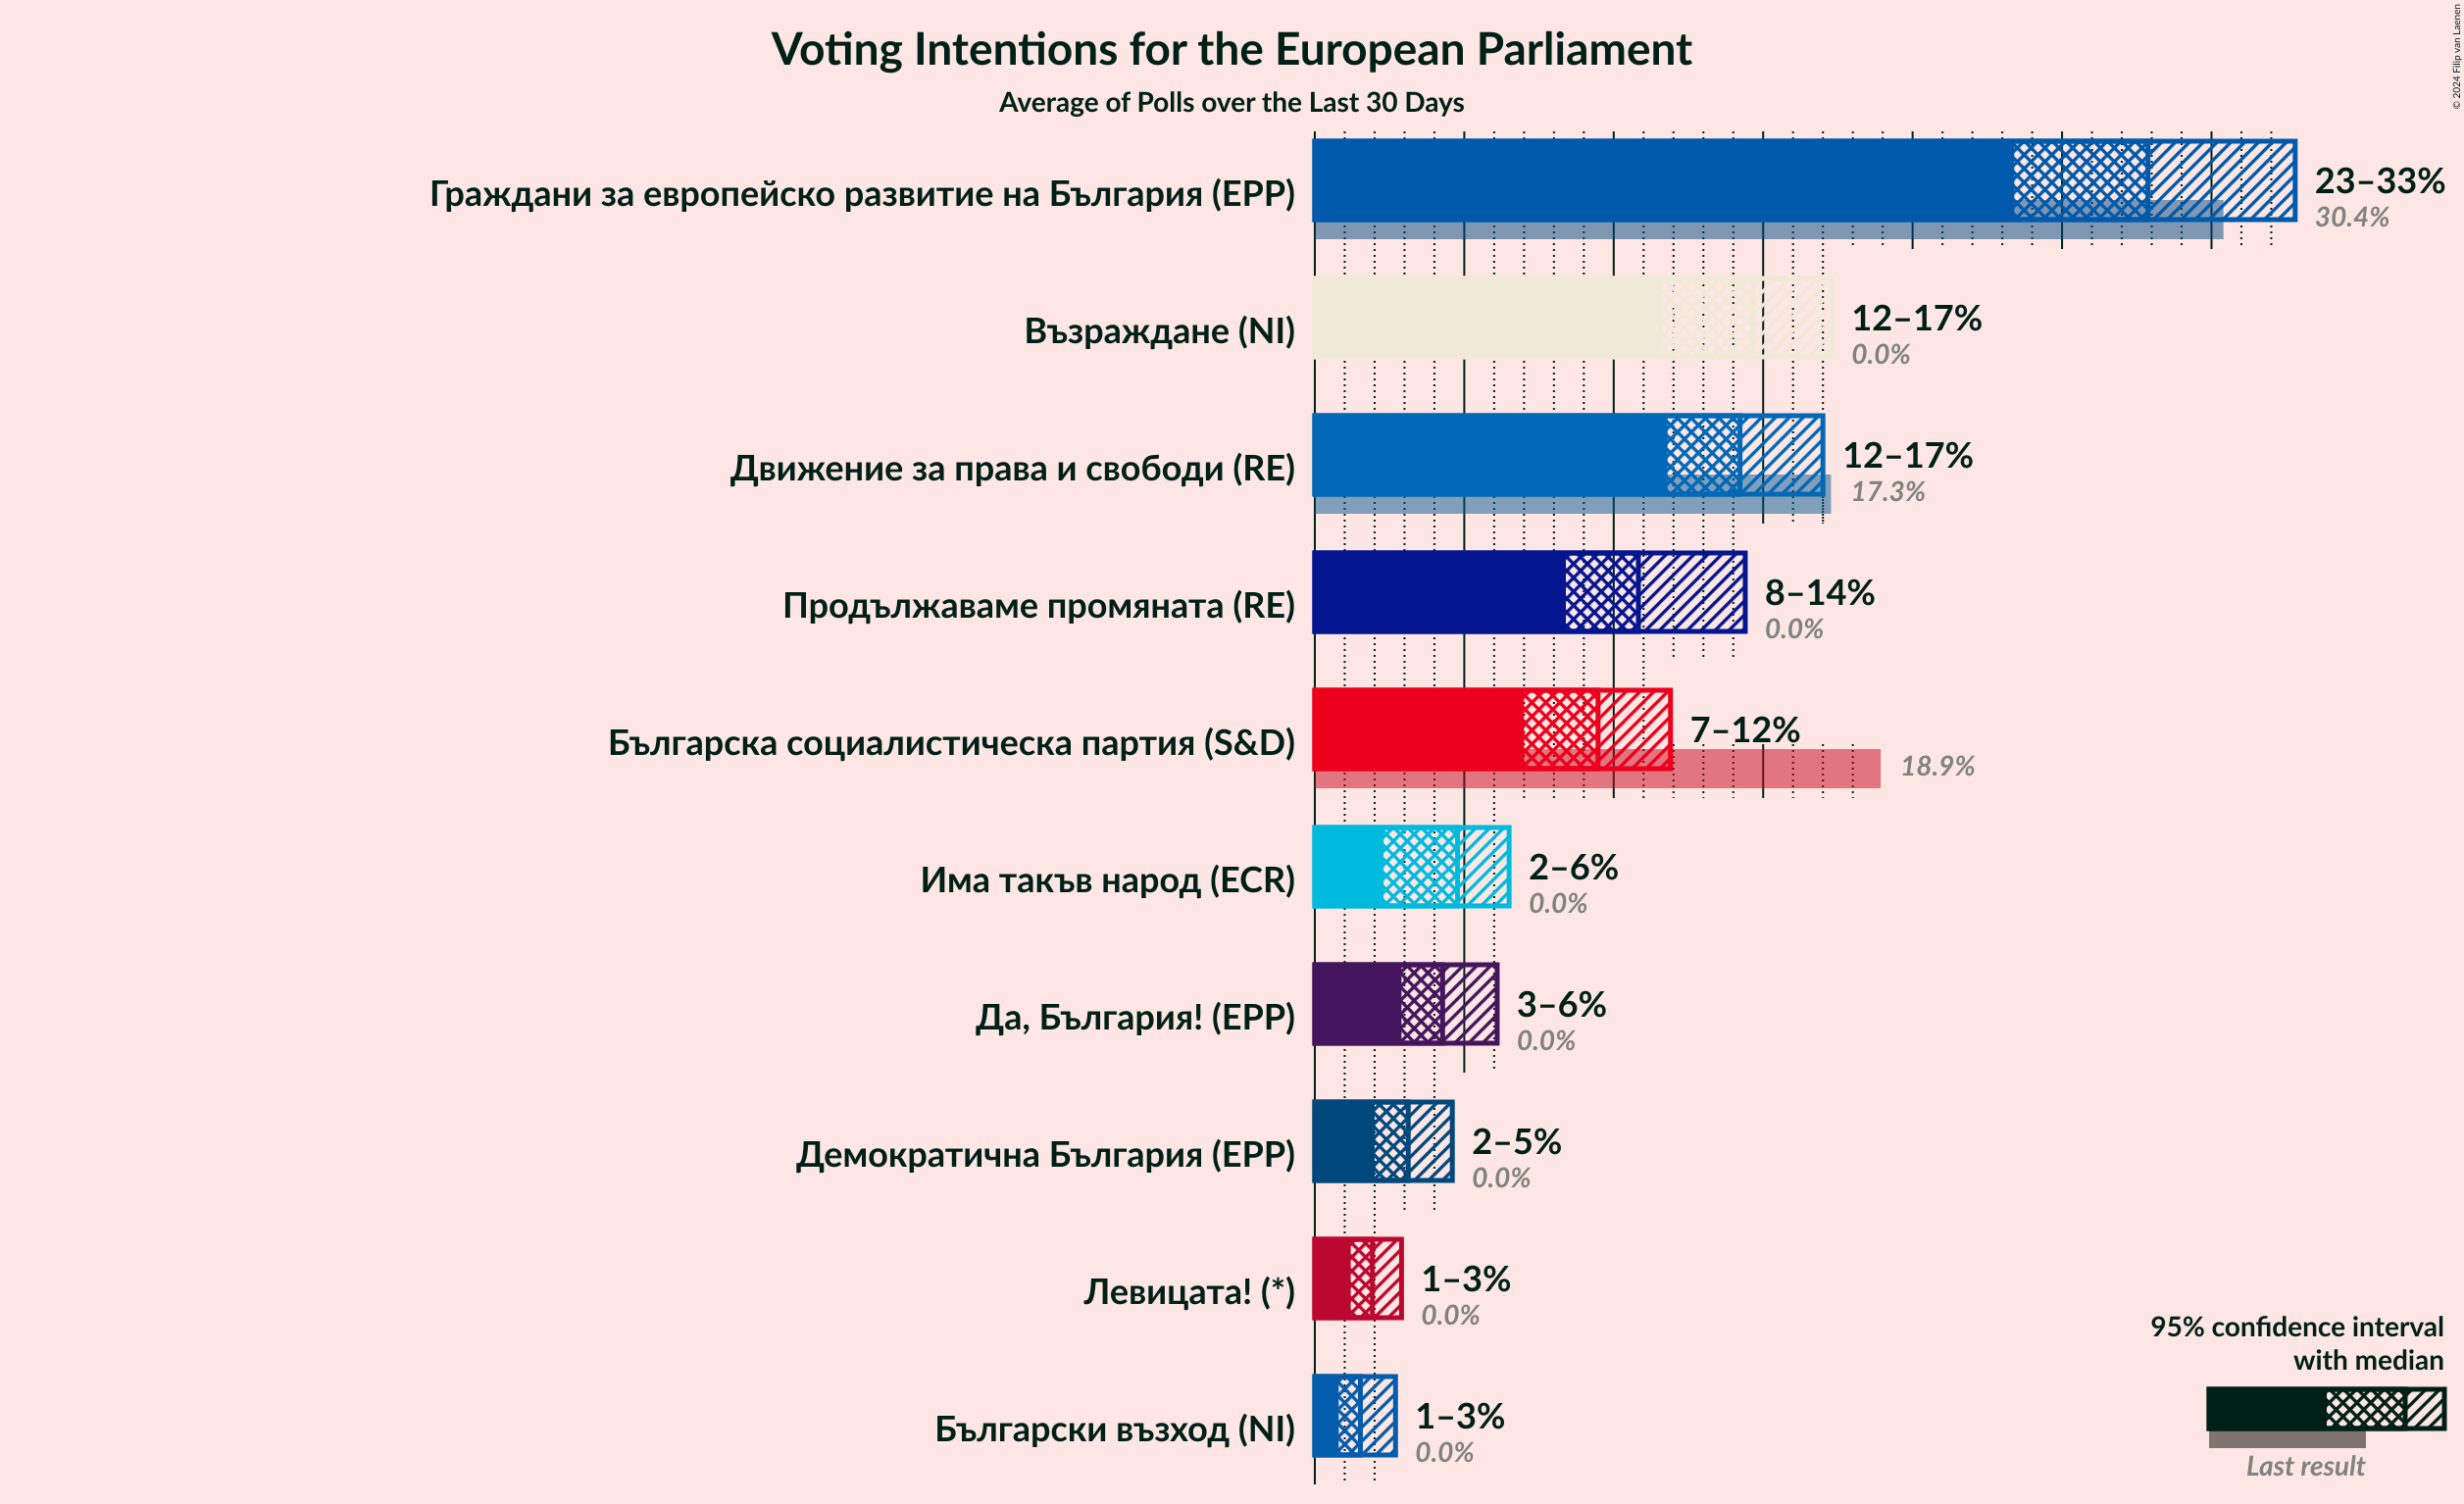 Voting Intentions for the European Parliament
Average of Polls over the Last 30 Days
© 2024 Filip van Laenen
Граждани за европейско развитие на България (EPP)
23–33%
30.4%
Възраждане (NI)
12–17%
0.0%
Движение за права и свободи (RE)
12–17%
17.3%
Продължаваме промяната (RE)
8–14%
0.0%
Българска социалистическа партия (S&D)
7–12%
18.9%
Има такъв народ (ECR)
2–6%
0.0%
Да, България! (EPP)
3–6%
0.0%
Демократична България (EPP)
2–5%
0.0%
Левицата! (*)
1–3%
0.0%
Български възход (NI)
1–3%
0.0%
95% confidence interval
with median
Last result